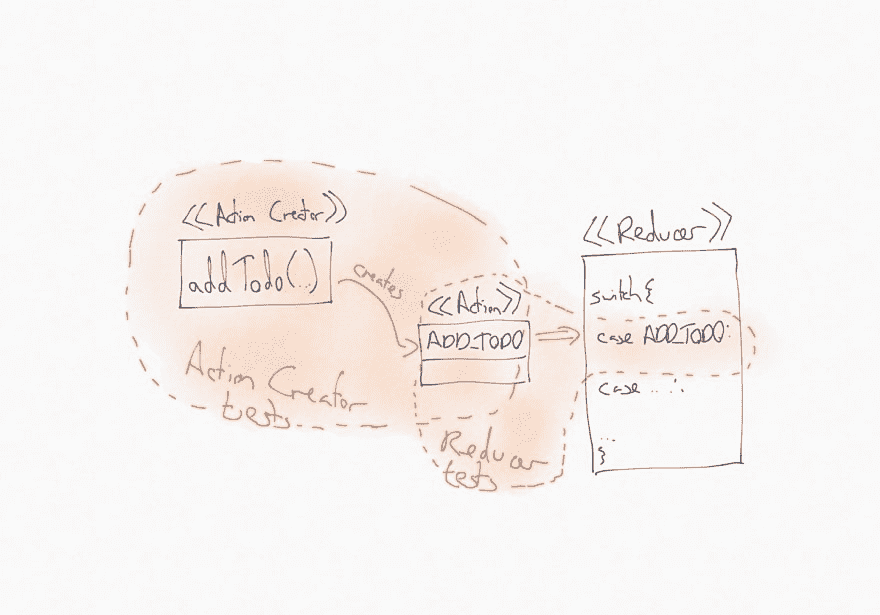 <<Action Creator>>
addTodo(...)
creates
Action Creator
tests
<<Action>>
ADD_TODO
Reducer
tests
<<Reducer>>
switch{
case ADD_TODO:
case ...:
...
}